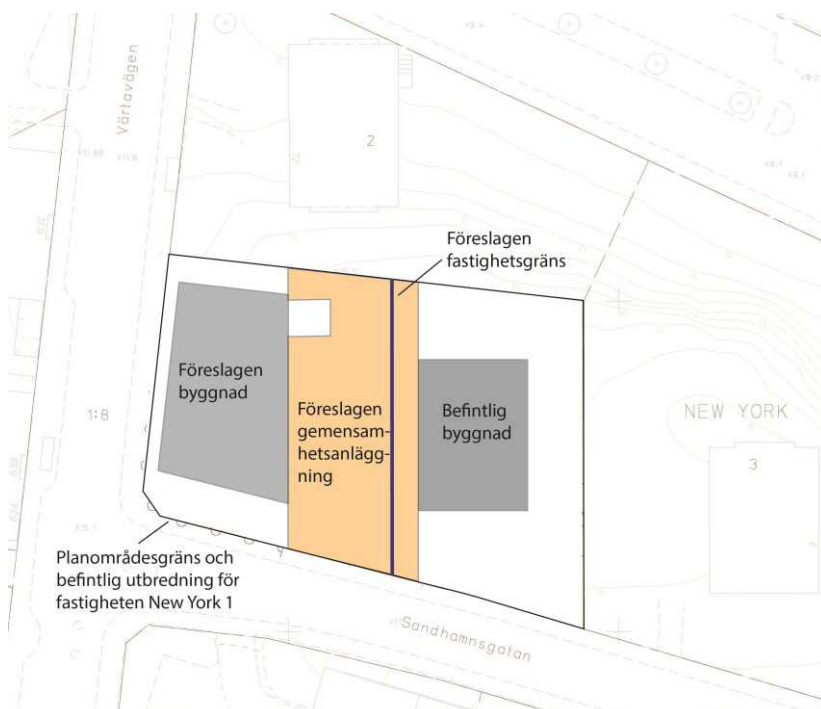 Värtavägen
2
Föreslagen
fastighetsgräns
Föreslagen
byggnad
Föreslagen
gemensam-
hetsanlägg-
ning
Befintlig
byggnad
1:8
NEW YORK
3
Planområdesgräns och
befintlig utbredning för
fastigheten New York 1
Sandhamnsgatan